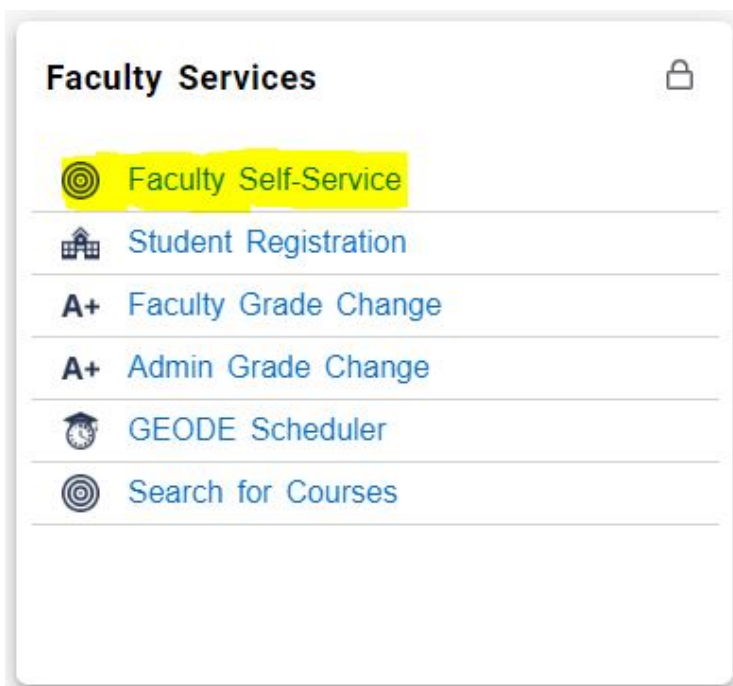 Faculty Services
Faculty Self-Service
Student Registration
A+ Faculty Grade Change
A+ Admin Grade Change
GEODE Scheduler
Search for Courses